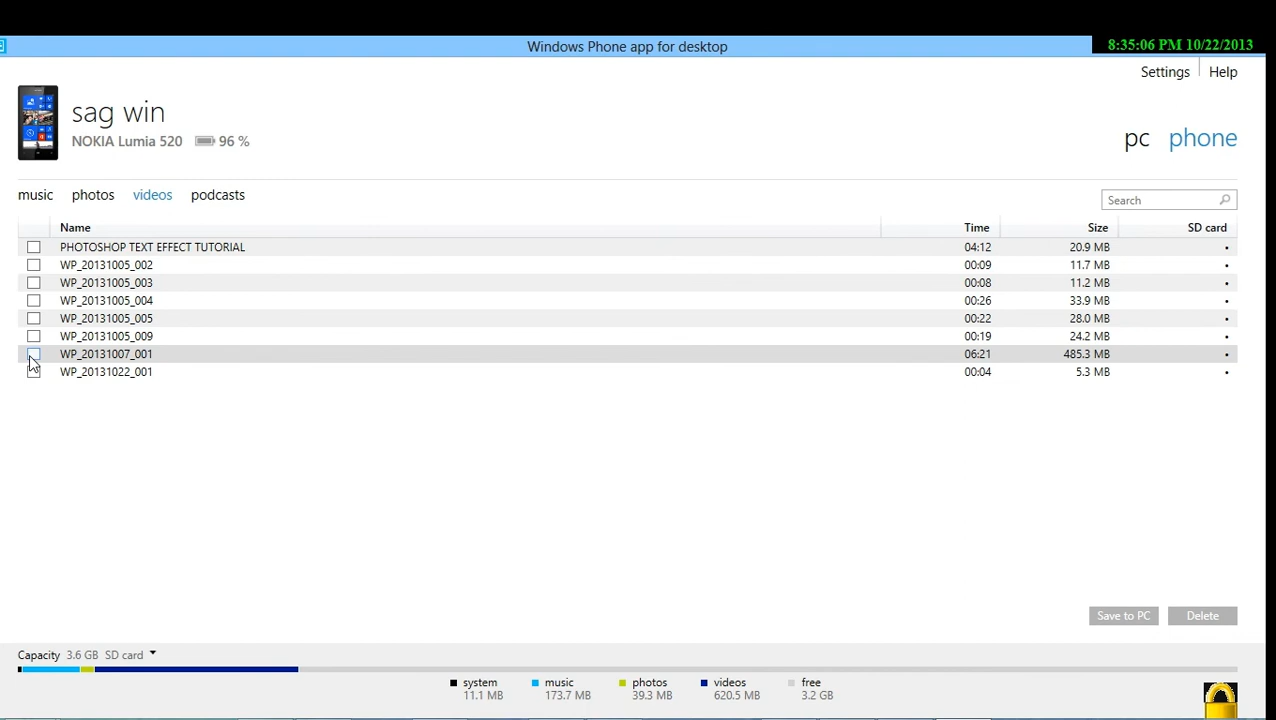 Windows Phone app for desktop
8:35:06 PM 10/22/2013
Settings Help
sag win
NOKIA Lumia 520 96 %
pc phone
music photos videos podcasts
Search
Name Time Size SD card
PHOTOSHOP TEXT EFFECT TUTORIAL 04:12 20.9 MB
WP_20131005_002 00:09 11.7 MB
WP_20131005_003 00:08 11.2 MB
WP_20131005_004 00:26 33.9 MB
WP_20131005_005 00:22 28.0 MB
WP_20131005_009 00:19 24.2 MB
WP_20131007_001 06:21 485.3 MB
WP_20131022_001 00:04 5.3 MB
Save to PC Delete
Capacity 3.6 GB SD card
system music photos videos free
11.1 MB 173.7 MB 39.3 MB 620.5 MB 3.2 GB